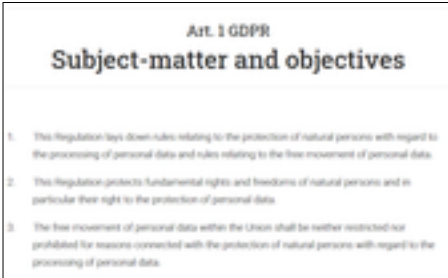 Art. 1 GDPR
Subject-matter and objectives
1. This Regulation lays down rules relating to the protection of natural persons with regard to
the processing of personal data and rules relating to the free movement of personal data.
2. This Regulation protects fundamental rights and freedoms of natural persons and in
particular their right to the protection of personal data.
3. The free movement of personal data within the Union shall be neither restricted nor
prohibited for reasons connected with the protection of natural persons with regard to the
processing of personal data.